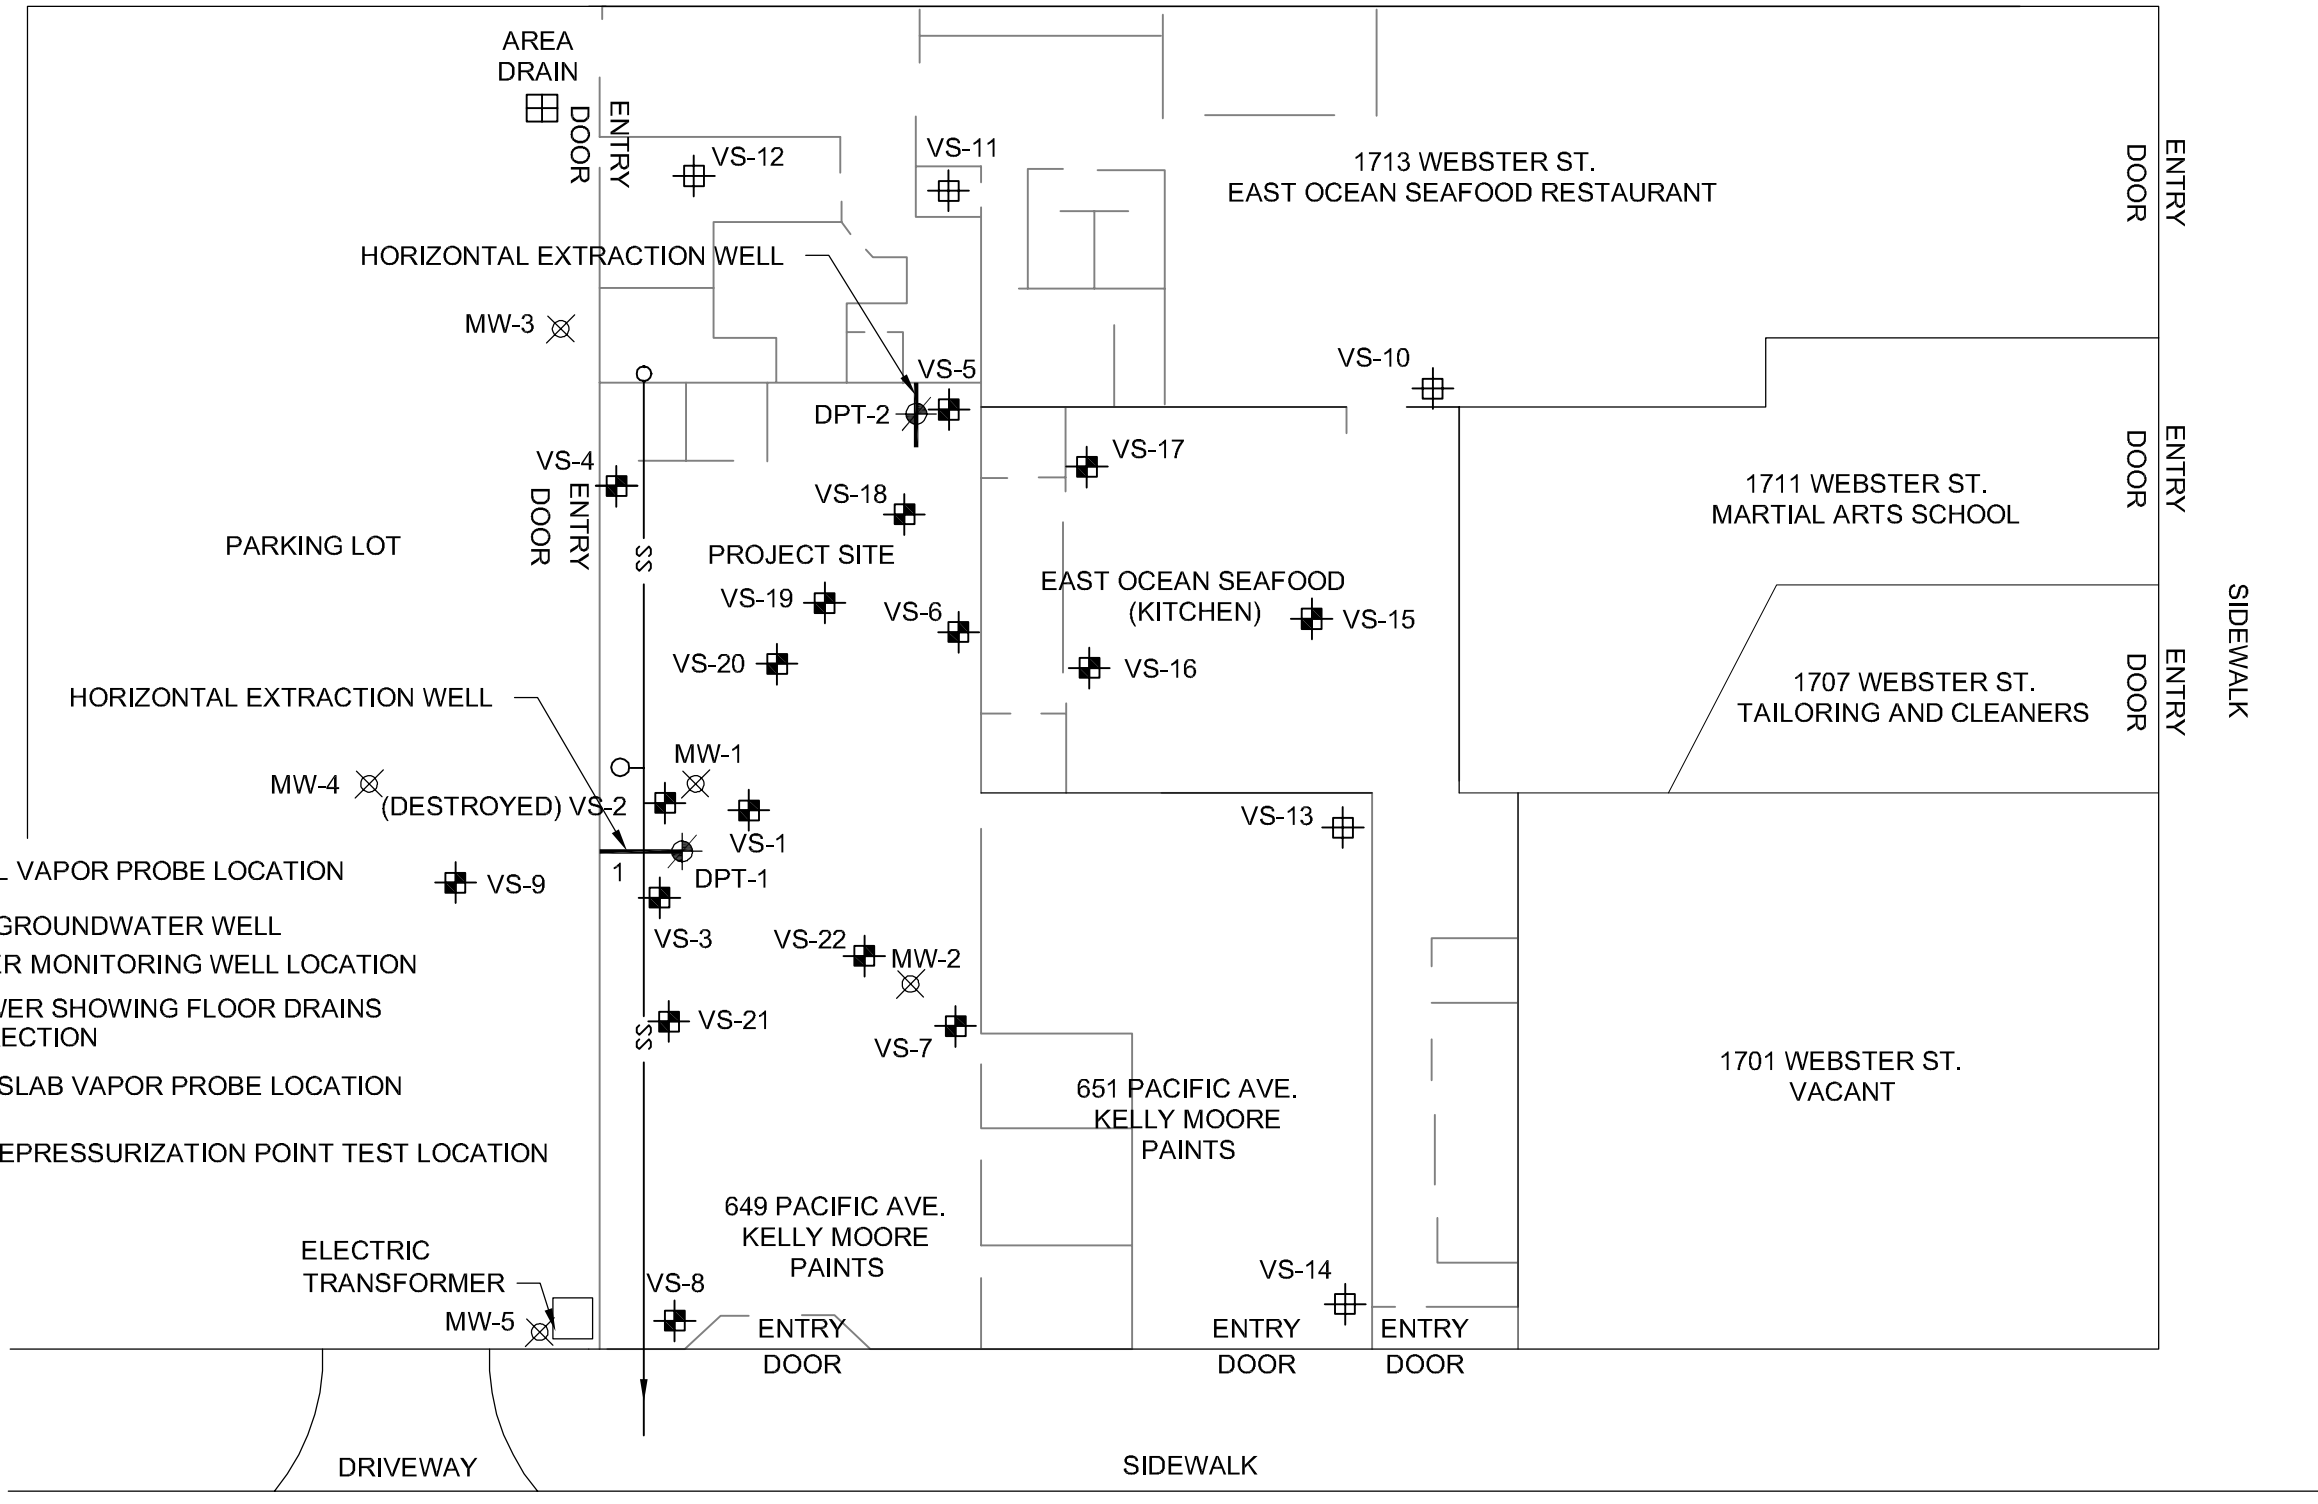 AREA
DRAIN
ENTRY
DOOR
VS-12
VS-11
1713 WEBSTER ST.
EAST OCEAN SEAFOOD RESTAURANT
ENTRY
DOOR
HORIZONTAL EXTRACTION WELL
MW-3
VS-5
VS-10
DPT-2
VS-4
VS-17
ENTRY
DOOR
VS-18
1711 WEBSTER ST.
MARTIAL ARTS SCHOOL
ENTRY
DOOR
PARKING LOT
SS
PROJECT SITE
VS-19
VS-6
EAST OCEAN SEAFOOD
(KITCHEN)
VS-15
SIDEWALK
VS-20
VS-16
HORIZONTAL EXTRACTION WELL
1707 WEBSTER ST.
TAILORING AND CLEANERS
ENTRY
DOOR
MW-1
MW-4
(DESTROYED) VS-2
VS-1
VS-13
L VAPOR PROBE LOCATION
1
DPT-1
VS-9
GROUNDWATER WELL
VS-3
VS-22
MW-2
ER MONITORING WELL LOCATION
WER SHOWING FLOOR DRAINS
ECTION
SS
VS-21
VS-7
SLAB VAPOR PROBE LOCATION
651 PACIFIC AVE.
KELLY MOORE
PAINTS
1701 WEBSTER ST.
VACANT
EPRESSURIZATION POINT TEST LOCATION
649 PACIFIC AVE.
KELLY MOORE
PAINTS
ELECTRIC
TRANSFORMER
VS-8
VS-14
MW-5
ENTRY
DOOR
ENTRY
DOOR
ENTRY
DOOR
DRIVEWAY
SIDEWALK